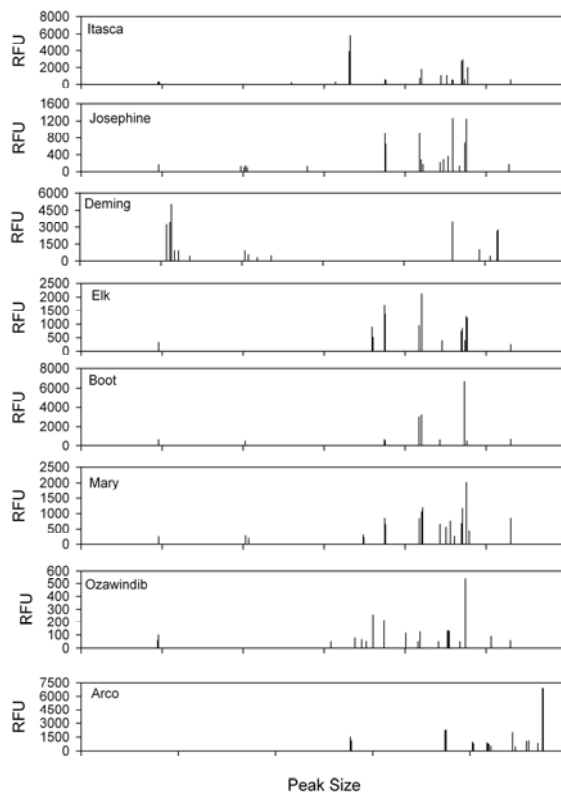 Itasca
RFU
8000
6000
4000
2000
0
Josephine
RFU
1600
1200
800
400
0
Deming
RFU
6000
4500
3000
1500
0
Elk
RFU
2500
2000
1500
1000
500
0
Boot
RFU
8000
6000
4000
2000
0
Mary
RFU
2500
2000
1500
1000
500
0
Ozawindib
RFU
600
500
400
300
200
100
0
Arco
RFU
7500
6000
4500
3000
1500
0
Peak Size